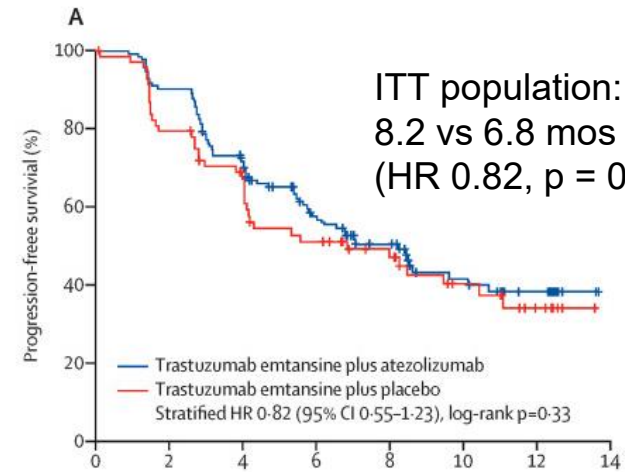 A
100
80
60
40
20
0
Progression-freee survivial (%)
ITT population:
8.2 vs 6.8 mos
(HR 0.82, p = 0
Trastuzumab emtansine plus atezolizumab
Trastuzumab emtansine plus placebo
Stratified HR 0·82 (95% CI 0·55–1·23), log-rank p=0·33
0 2 4 6 8 10 12 14